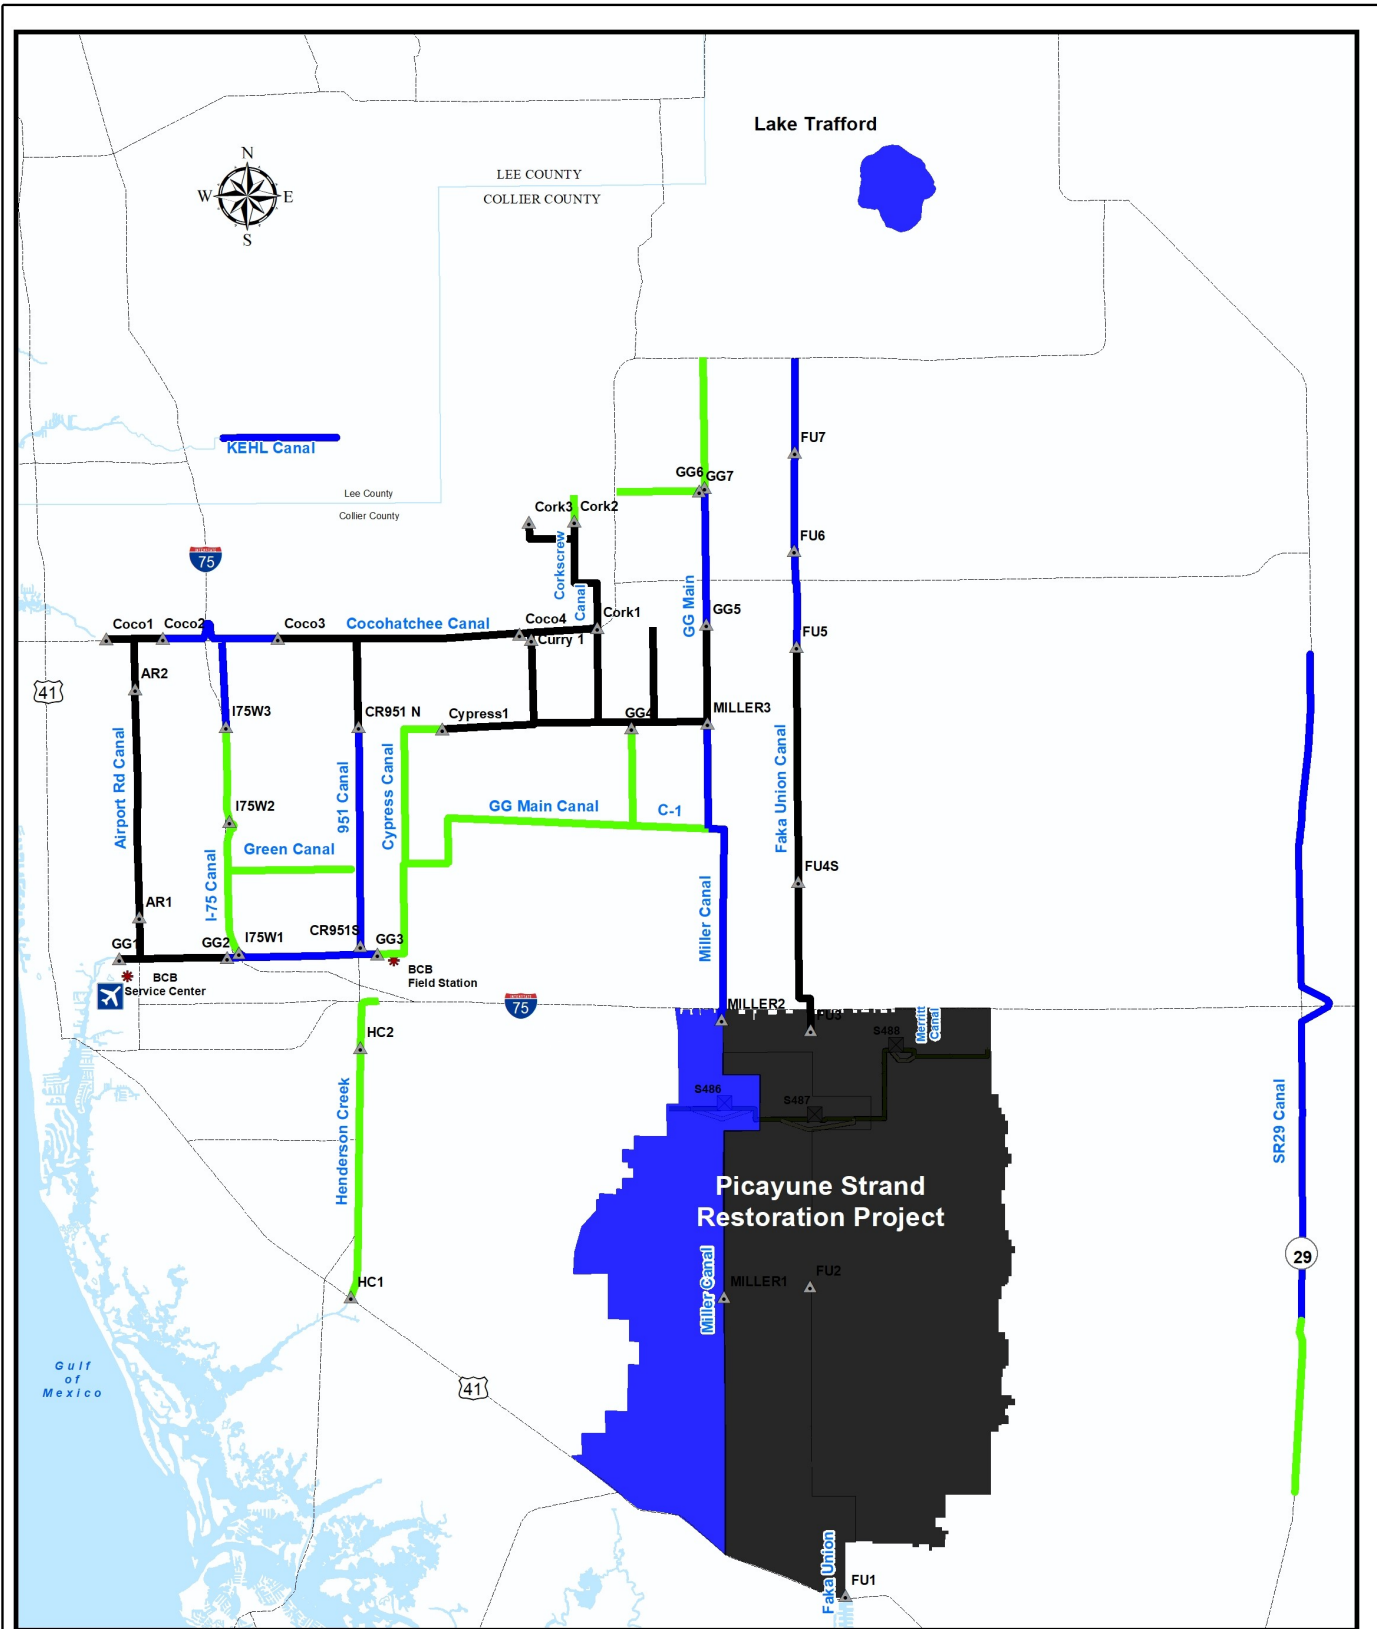 Lake Trafford
N
W
E
S
LEE COUNTY
COLLIER COUNTY
KEHL Canal
Lee County
Collier County
75
FU7
GG6
GG7
Cork3
Cork2
FU6
Corkscrew
Canal
GG Main
GG5
Cork1
Coco1
Coco2
Coco3
Cocohatchee Canal
Coco4
Curry 1
FU5
41
AR2
I75W3
CR951 N
Cypress1
GG4
MILLER3
Airport Rd Canal
951 Canal
Cypress Canal
Faka Union Canal
I75W2
GG Main Canal
C-1
Green Canal
I-75 Canal
FU4S
Miller Canal
AR1
GG1
GG2
I75W1
CR951S
GG3
BCB
Service Center
BCB
Field Station
75
MILLER2
FU3
S488
Merritt
Canal
HC2
Henderson Creek
S486
S487
SR29 Canal
Picayune Strand
Restoration Project
29
HC1
Miller Canal
MILLER1
FU2
Gulf
of
Mexico
41
Faka Union
FU1